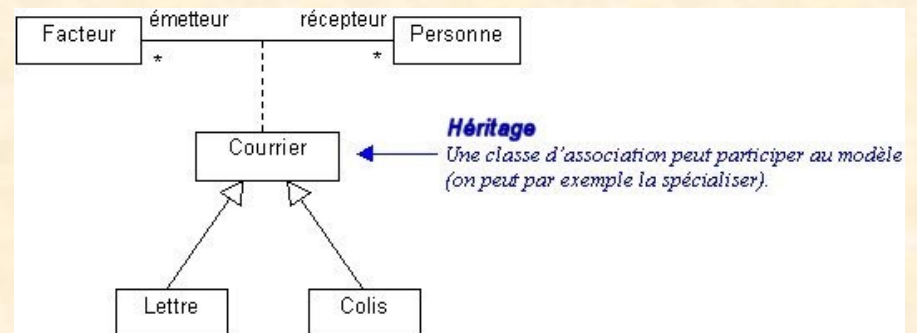 émetteur récepteur
Facteur Personne
* *
Courrier
Héritage
Une classe d'association peut participer au modèle
(on peut par exemple la spécialiser).
Lettre Colis